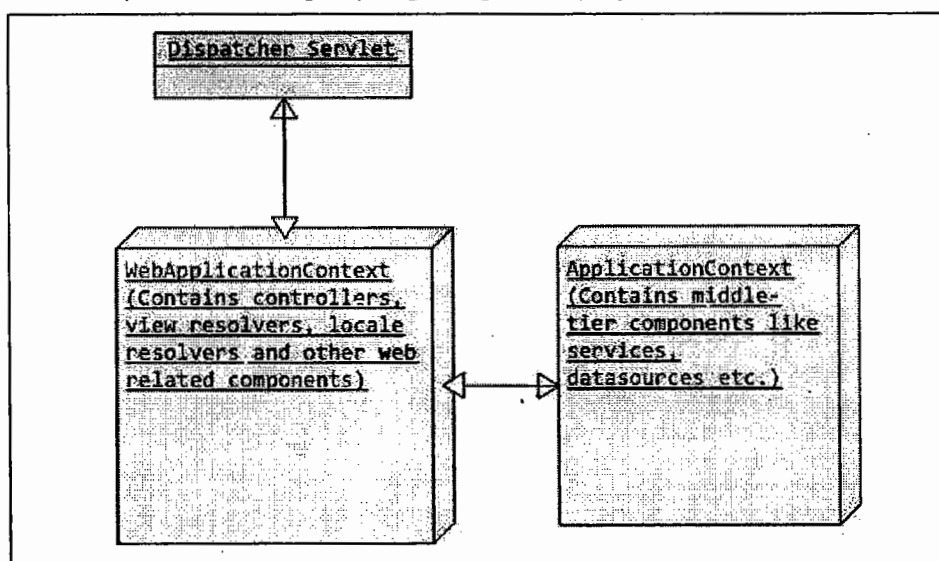 Dispatcher Servlet
WebApplicationContext
(Contains controllers,
view resolvers, locale
resolvers and other web
related components)
ApplicationContext
(Contains middle-
tier components like
services,
datasources etc.)